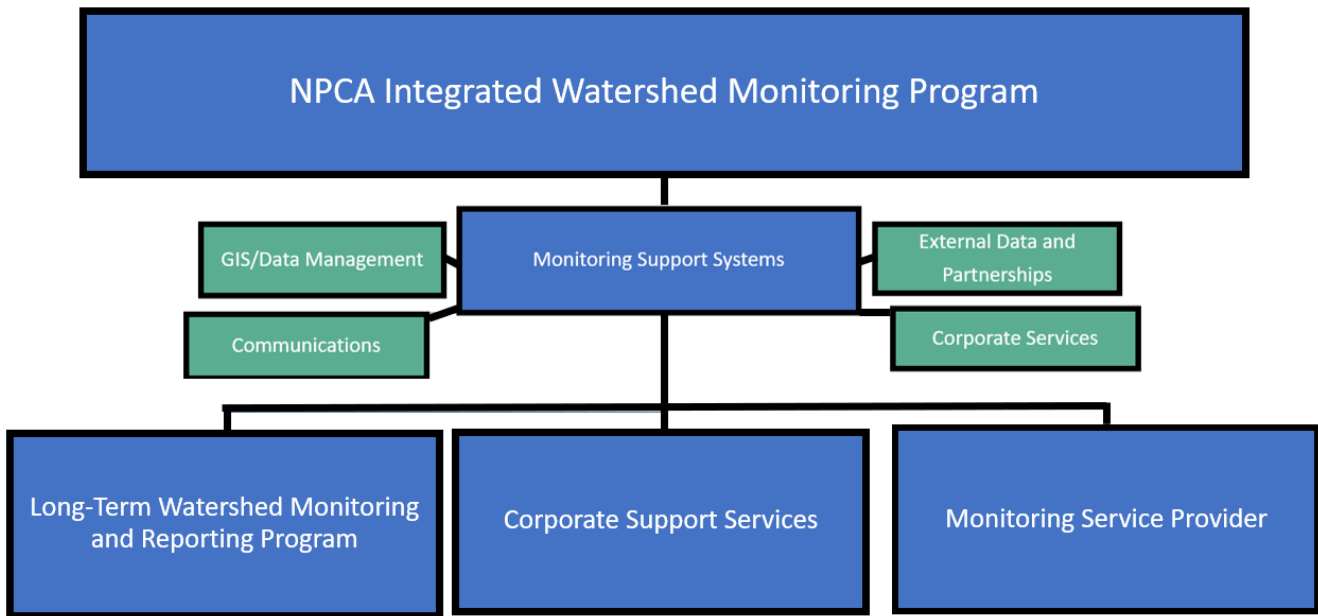 NPCA Integrated Watershed Monitoring Program
GIS/Data Management
Monitoring Support Systems
External Data and
Partnerships
Communications
Corporate Services
Long-Term Watershed Monitoring
and Reporting Program
Corporate Support Services
Monitoring Service Provider